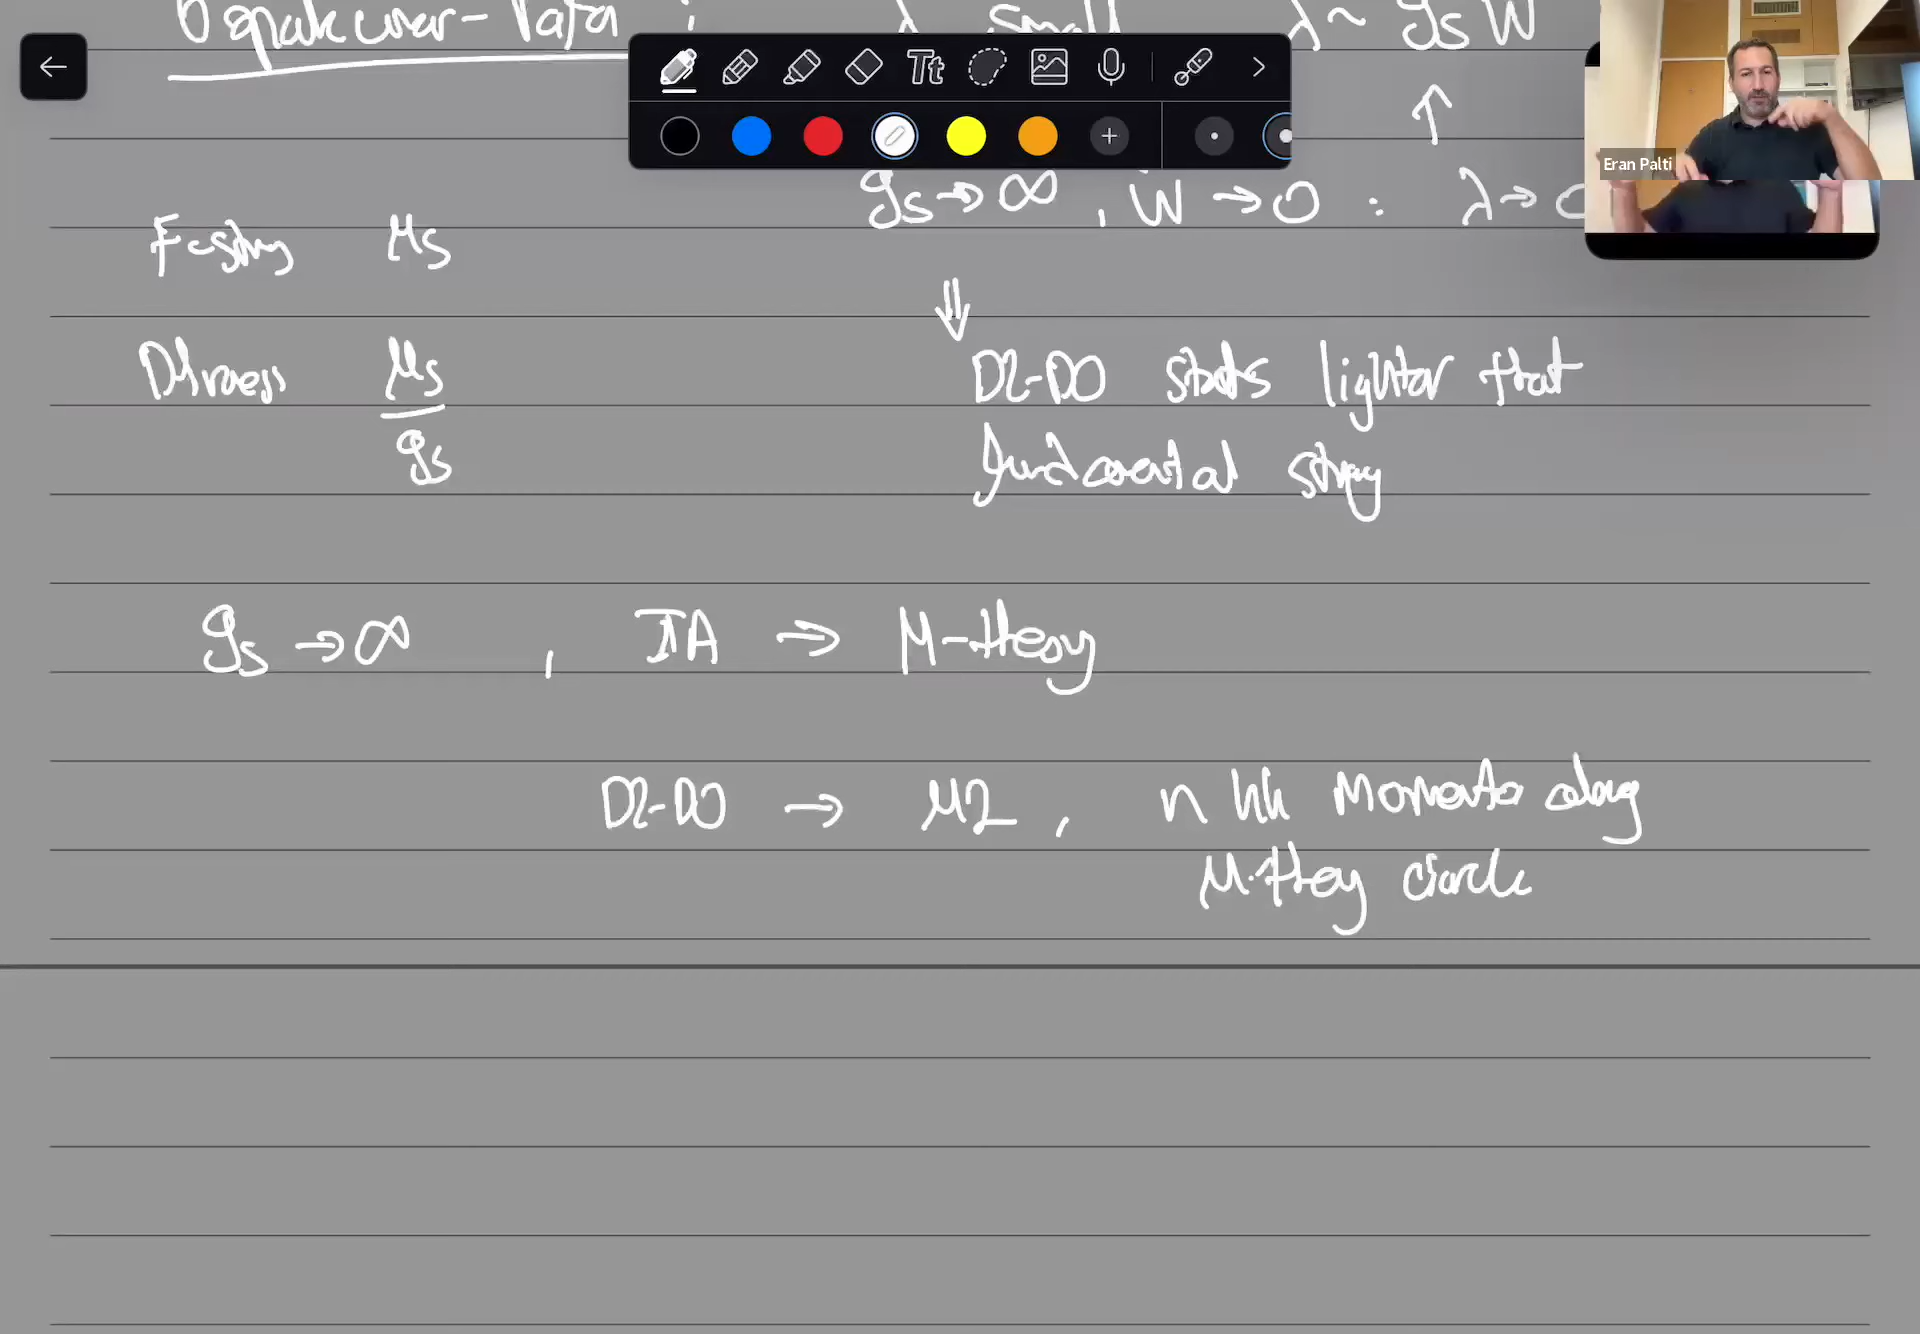 Gopakumar-Vafa : λ small λ ~ gs W
↑
Tt
Eran Palti
gs → ∞ , W → 0 : λ → 0
F-string Ms
⇓
D-branes Ms/gs
D2-D0 states lighter that
fundamental string
gs → ∞ , IIA → M-theory
D2-D0 → M2 , n kk Momenta along
M-theory circle